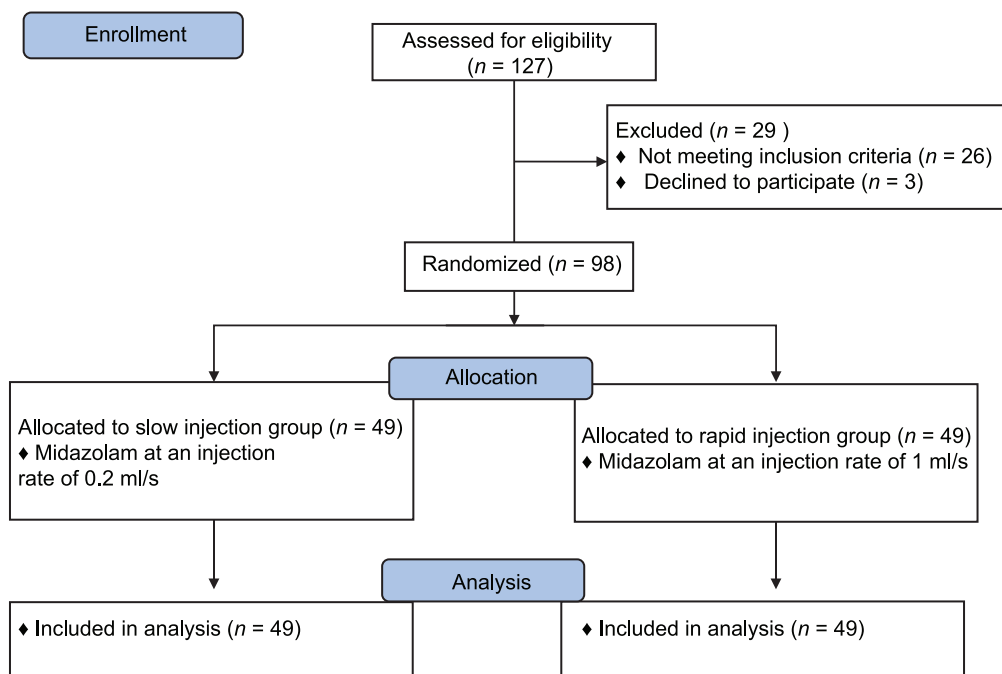 Enrollment
Assessed for eligibility
(n = 127)
Excluded (n = 29 )
♦ Not meeting inclusion criteria (n = 26)
♦ Declined to participate (n = 3)
Randomized (n = 98)
Allocation
Allocated to slow injection group (n = 49)
♦ Midazolam at an injection
rate of 0.2 ml/s
Allocated to rapid injection group (n = 49)
♦ Midazolam at an injection rate of 1 ml/s
Analysis
♦ Included in analysis (n = 49)
♦ Included in analysis (n = 49)